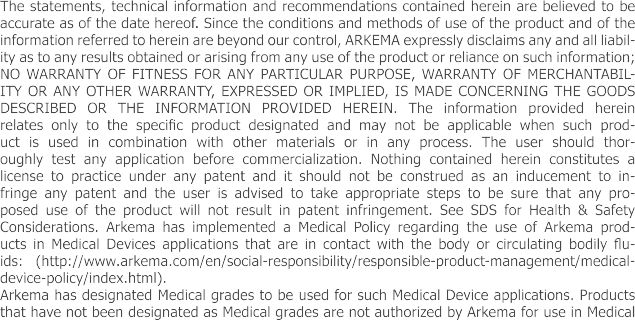 The statements, technical information and recommendations contained herein are believed to be
accurate as of the date hereof. Since the conditions and methods of use of the product and of the
information referred to herein are beyond our control, ARKEMA expressly disclaims any and all liabil-
ity as to any results obtained or arising from any use of the product or reliance on such information;
NO WARRANTY OF FITNESS FOR ANY PARTICULAR PURPOSE, WARRANTY OF MERCHANTABIL-
ITY OR ANY OTHER WARRANTY, EXPRESSED OR IMPLIED, IS MADE CONCERNING THE GOODS
DESCRIBED OR THE INFORMATION PROVIDED HEREIN. The information provided herein
relates only to the specific product designated and may not be applicable when such prod-
uct is used in combination with other materials or in any process. The user should thor-
oughly test any application before commercialization. Nothing contained herein constitutes a
license to practice under any patent and it should not be construed as an inducement to in-
fringe any patent and the user is advised to take appropriate steps to be sure that any pro-
posed use of the product will not result in patent infringement. See SDS for Health & Safety
Considerations. Arkema has implemented a Medical Policy regarding the use of Arkema prod-
ucts in Medical Devices applications that are in contact with the body or circulating bodily flu-
ids: (http://www.arkema.com/en/social-responsibility/responsible-product-management/medical-
device-policy/index.html).
Arkema has designated Medical grades to be used for such Medical Device applications. Products
that have not been designated as Medical grades are not authorized by Arkema for use in Medical